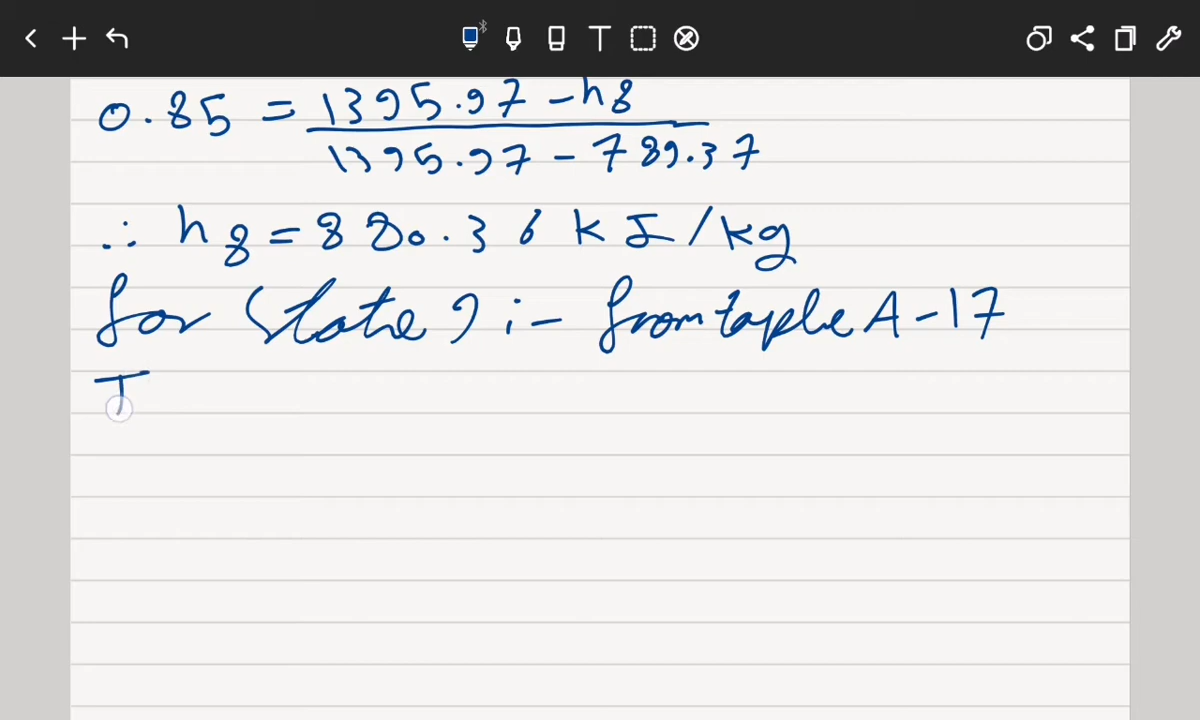 0.85 = 1395.97 - h8
1395.97 - 789.37
∴ h8 = 880.36 kJ/kg
for state 9 :- from taple A-17
T